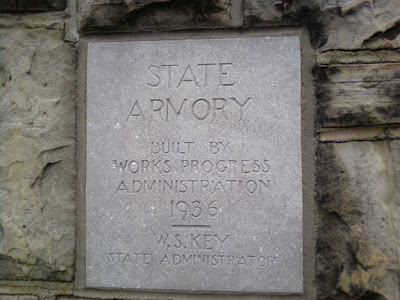 STATE
ARMORY
BUILT BY
WORKS PROGRESS
ADMINISTRATION
1936
W.S.KEY
STATE ADMINISTRATOR